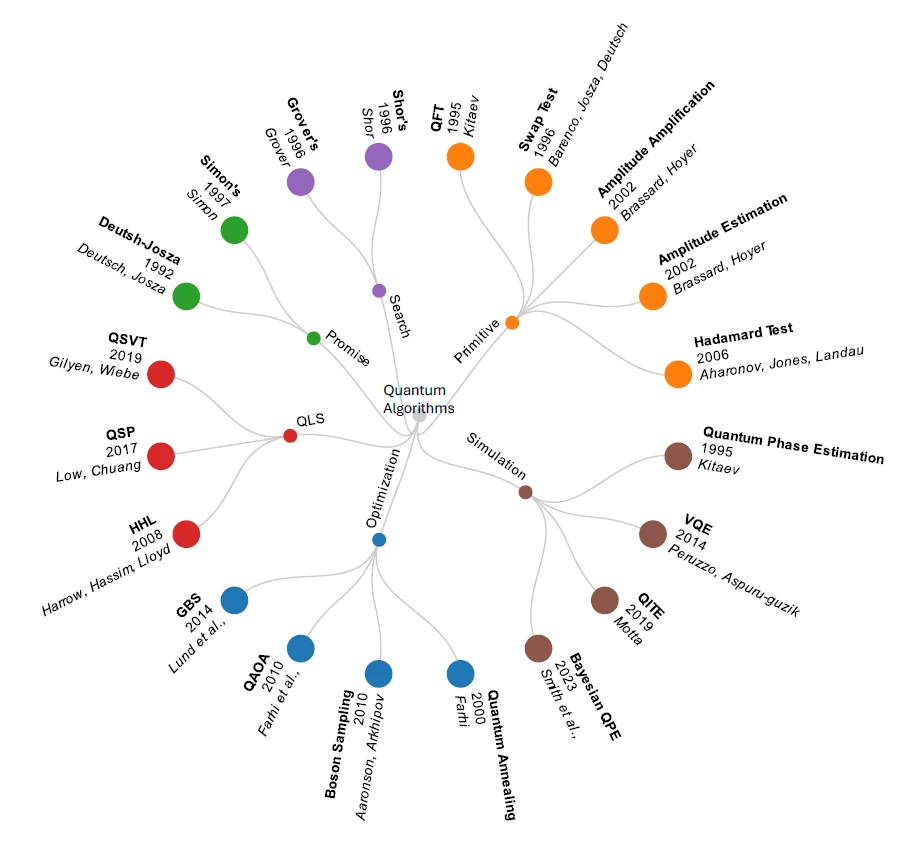 Quantum
Algorithms
Primitive
QFT
1995
Kitaev
Swap Test
1996
Barenco, Josza, Deutsch
Amplitude Amplification
2002
Brassard, Hoyer
Amplitude Estimation
2002
Brassard, Hoyer
Hadamard Test
2006
Aharonov, Jones, Landau
Simulation
Quantum Phase Estimation
1995
Kitaev
VQE
2014
Peruzzo, Aspuru-guzik
QITE
2019
Motta
Bayesian QPE
2023
Smith et al.,
Optimization
Quantum Annealing
2000
Farhi
Boson Sampling
2010
Aaronson, Arkhipov
QAOA
2010
Farhi et al.,
GBS
2014
Lund et al.,
QLS
HHL
2008
Harrow, Hassim, Lloyd
QSP
2017
Low, Chuang
QSVT
2019
Gilyen, Wiebe
Promise
Deutsh-Josza
1992
Deutsch, Josza
Simon's
1997
Simon
Search
Grover's
1996
Grover
Shor's
1996
Shor